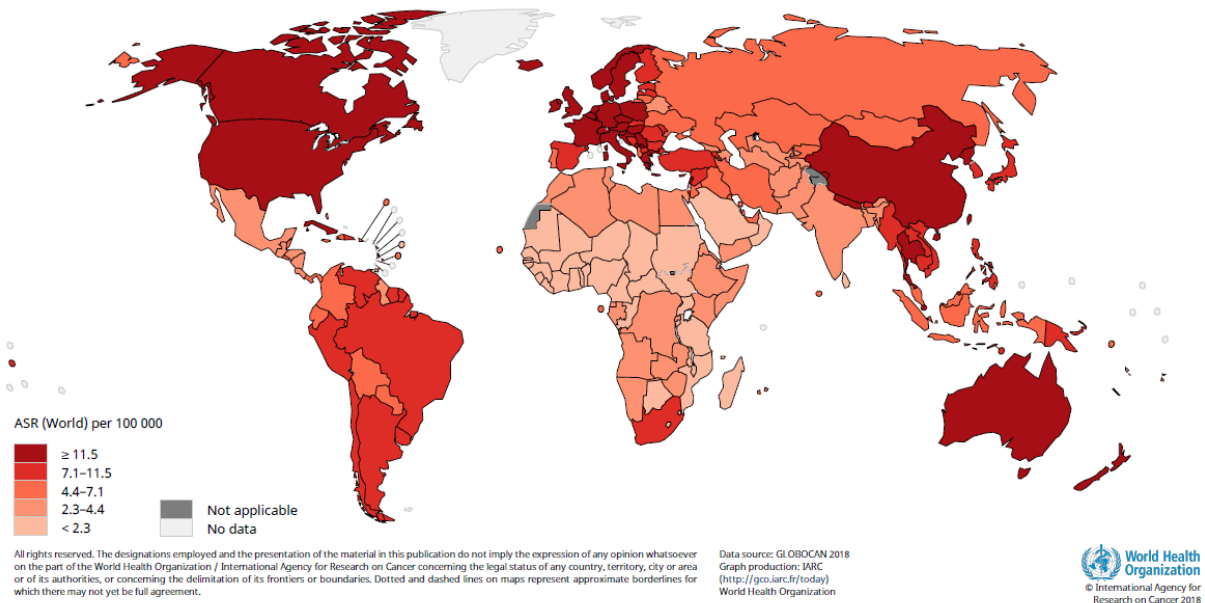 ASR (World) per 100 000
≥ 11.5
7.1–11.5
4.4–7.1
2.3–4.4
< 2.3
Not applicable
No data
All rights reserved. The designations employed and the presentation of the material in this publication do not imply the expression of any opinion whatsoever
on the part of the World Health Organization / International Agency for Research on Cancer concerning the legal status of any country, territory, city or area
or of its authorities, or concerning the delimitation of its frontiers or boundaries. Dotted and dashed lines on maps represent approximate borderlines for
which there may not yet be full agreement.
Data source: GLOBOCAN 2018
Graph production: IARC
(http://gco.iarc.fr/today)
World Health Organization
World Health
Organization
© International Agency for
Research on Cancer 2018